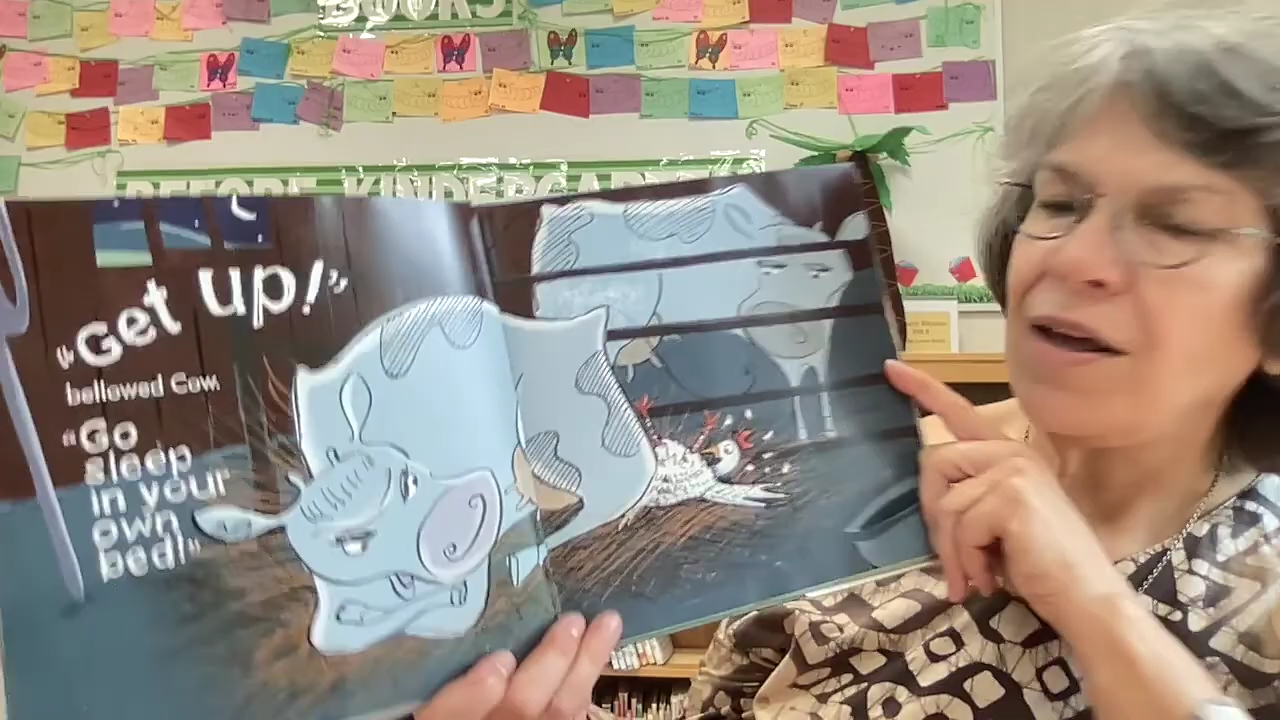 BOOKS
BEFORE KINDERGARTEN
"Get up!"
bellowed Cow.
"Go
sleep
in your
own
bed!"